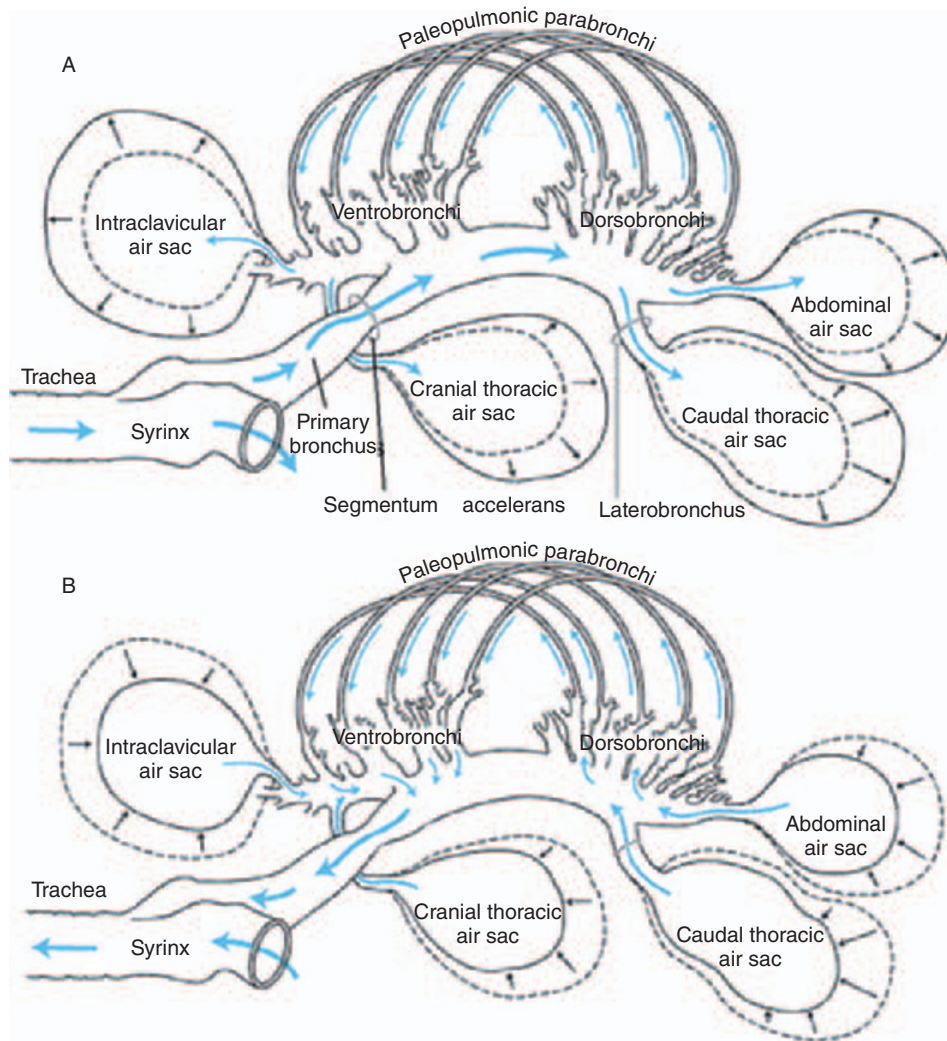 Paleopulmonic parabronchi
A
Ventrobronchi
Dorsobronchi
Intraclavicular
air sac
Abdominal
air sac
Trachea
Cranial thoracic
air sac
Caudal thoracic
air sac
Syrinx
Primary
bronchus
Segmentum accelerans
Laterobronchus
Paleopulmonic parabronchi
B
Ventrobronchi
Dorsobronchi
Intraclavicular
air sac
Abdominal
air sac
Trachea
Cranial thoracic
air sac
Caudal thoracic
air sac
Syrinx